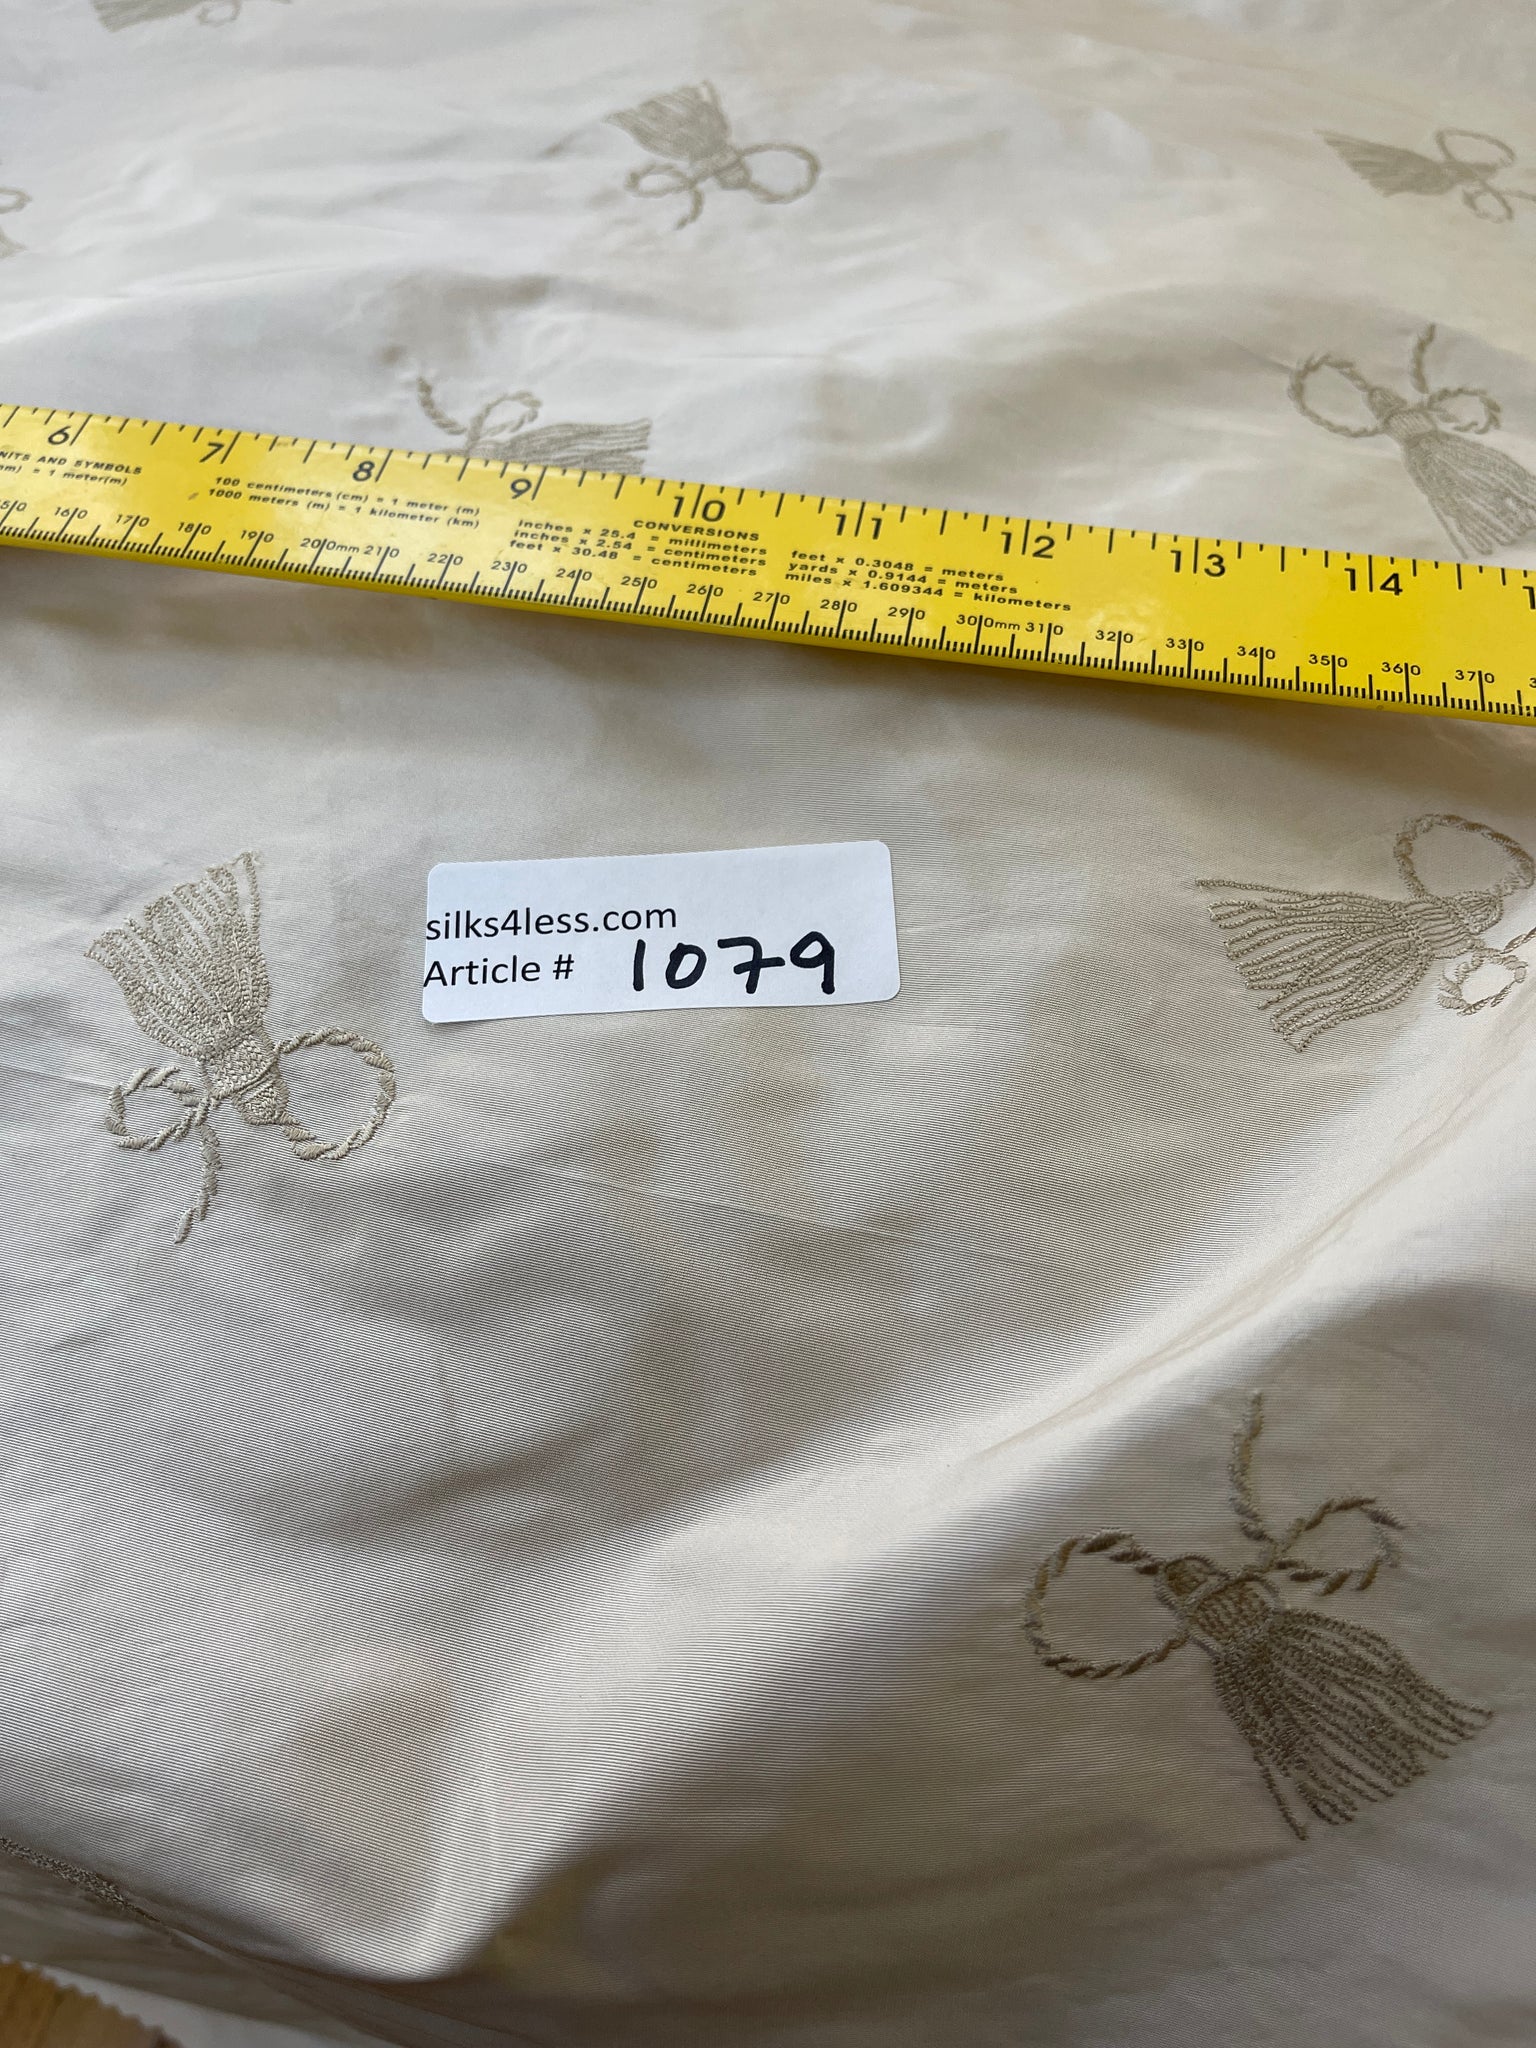 6 7 8 9 10 11 12 13 14
NITS AND SYMBOLS
= 1 meter(m)
100 centimeters (cm) = 1 meter (m)
1000 meters (m) = 1 kilometer (km)
CONVERSIONS
inches x 25.4 = millimeters
inches x 2.54 = centimeters
feet x 30.48 = centimeters
feet x 0.3048 = meters
yards x 0.9144 = meters
miles x 1.609344 = kilometers
160 170 180 190 200mm 210 220 230 240 250 260 270 280 290 300mm 310 320 330 340 350 360 370
silks4less.com
Article # 1079